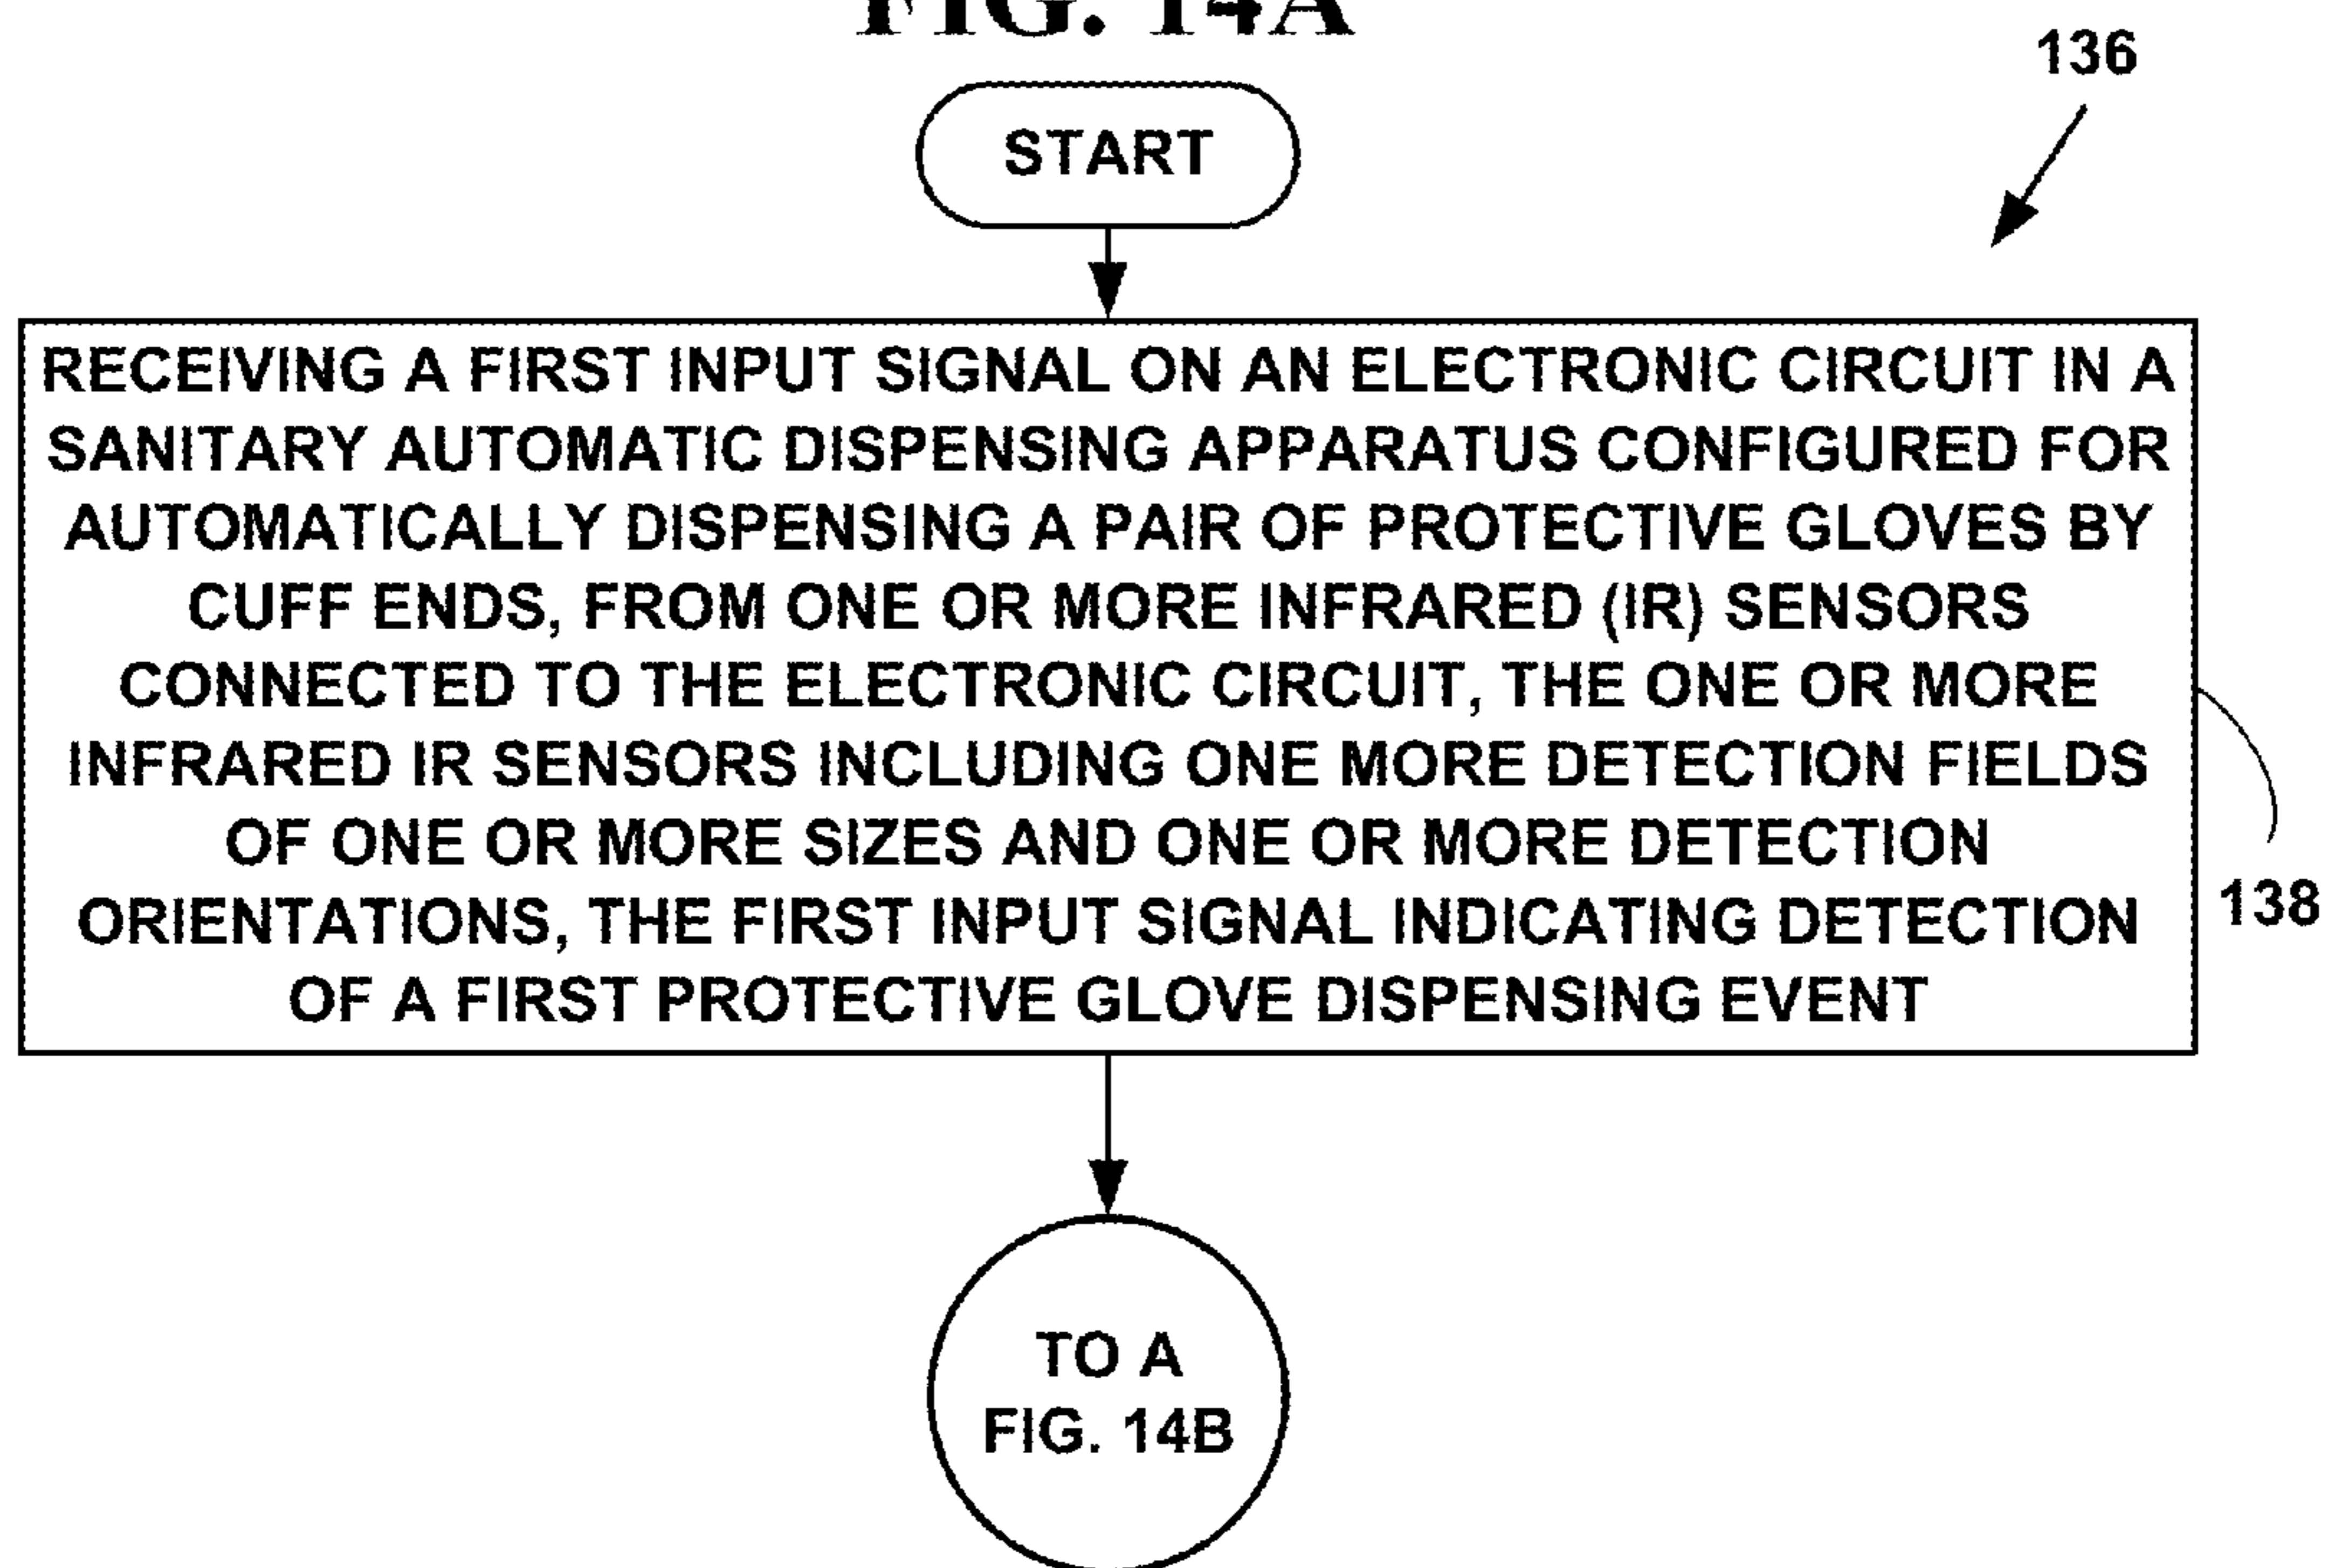 FIG. 14A
136
START
RECEIVING A FIRST INPUT SIGNAL ON AN ELECTRONIC CIRCUIT IN A
SANITARY AUTOMATIC DISPENSING APPARATUS CONFIGURED FOR
AUTOMATICALLY DISPENSING A PAIR OF PROTECTIVE GLOVES BY
CUFF ENDS, FROM ONE OR MORE INFRARED (IR) SENSORS
CONNECTED TO THE ELECTRONIC CIRCUIT, THE ONE OR MORE
INFRARED IR SENSORS INCLUDING ONE MORE DETECTION FIELDS
OF ONE OR MORE SIZES AND ONE OR MORE DETECTION
ORIENTATIONS, THE FIRST INPUT SIGNAL INDICATING DETECTION
OF A FIRST PROTECTIVE GLOVE DISPENSING EVENT
138
TO A
FIG. 14B